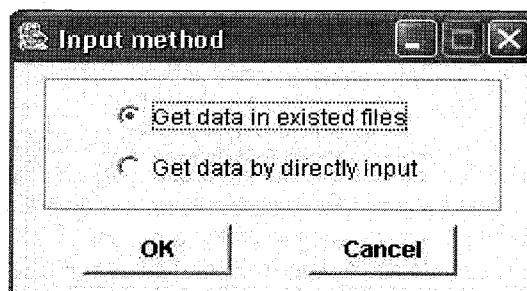 Input method
Get data in existed files
Get data by directly input
OK
Cancel